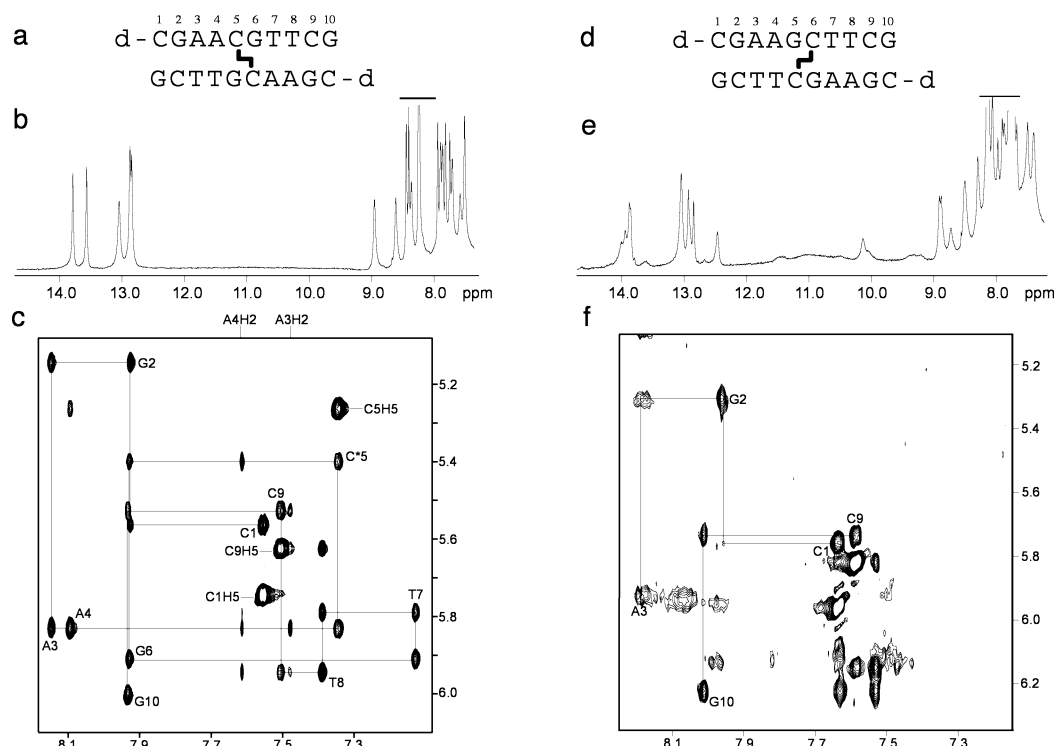 a
1 2 3 4 5 6 7 8 9 10
d-CGAACGTTCG
GCTTGCAAGC-d
b
14.0 13.0 12.0 11.0 10.0 9.0 8.0 ppm
c
A4H2 A3H2
G2
5.2
C5H5
5.4
C*5
C9
C1
C9H5
5.6
C1H5
T7
5.8
A3
A4
G6
T8
6.0
G10
8.1 7.9 7.7 7.5 7.3
d
1 2 3 4 5 6 7 8 9 10
d-CGAAGCTTCG
GCTTCGAAGC-d
e
14.0 13.0 12.0 11.0 10.0 9.0 8.0 ppm
f
5.2
G2
5.4
5.6
C9
C1
5.8
A3
6.0
G10
6.2
8.1 7.9 7.7 7.5 7.3